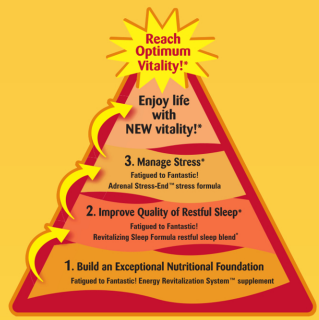 Reach
Optimum
Vitality!*
Enjoy life
with
NEW vitality!*
3. Manage Stress*
Fatigued to Fantastic!
Adrenal Stress-End™ stress formula
2. Improve Quality of Restful Sleep*
Fatigued to Fantastic!
Revitalizing Sleep Formula restful sleep blend*
1. Build an Exceptional Nutritional Foundation
Fatigued to Fantastic! Energy Revitalization System™ supplement